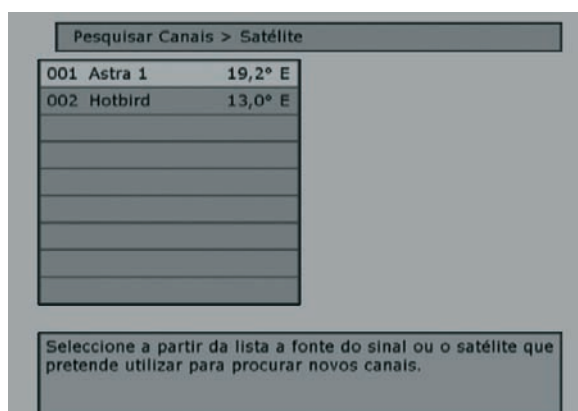 Pesquisar Canais > Satélite
001 Astra 1 19,2° E
002 Hotbird 13,0° E
Seleccione a partir da lista a fonte do sinal ou o satélite que
pretende utilizar para procurar novos canais.